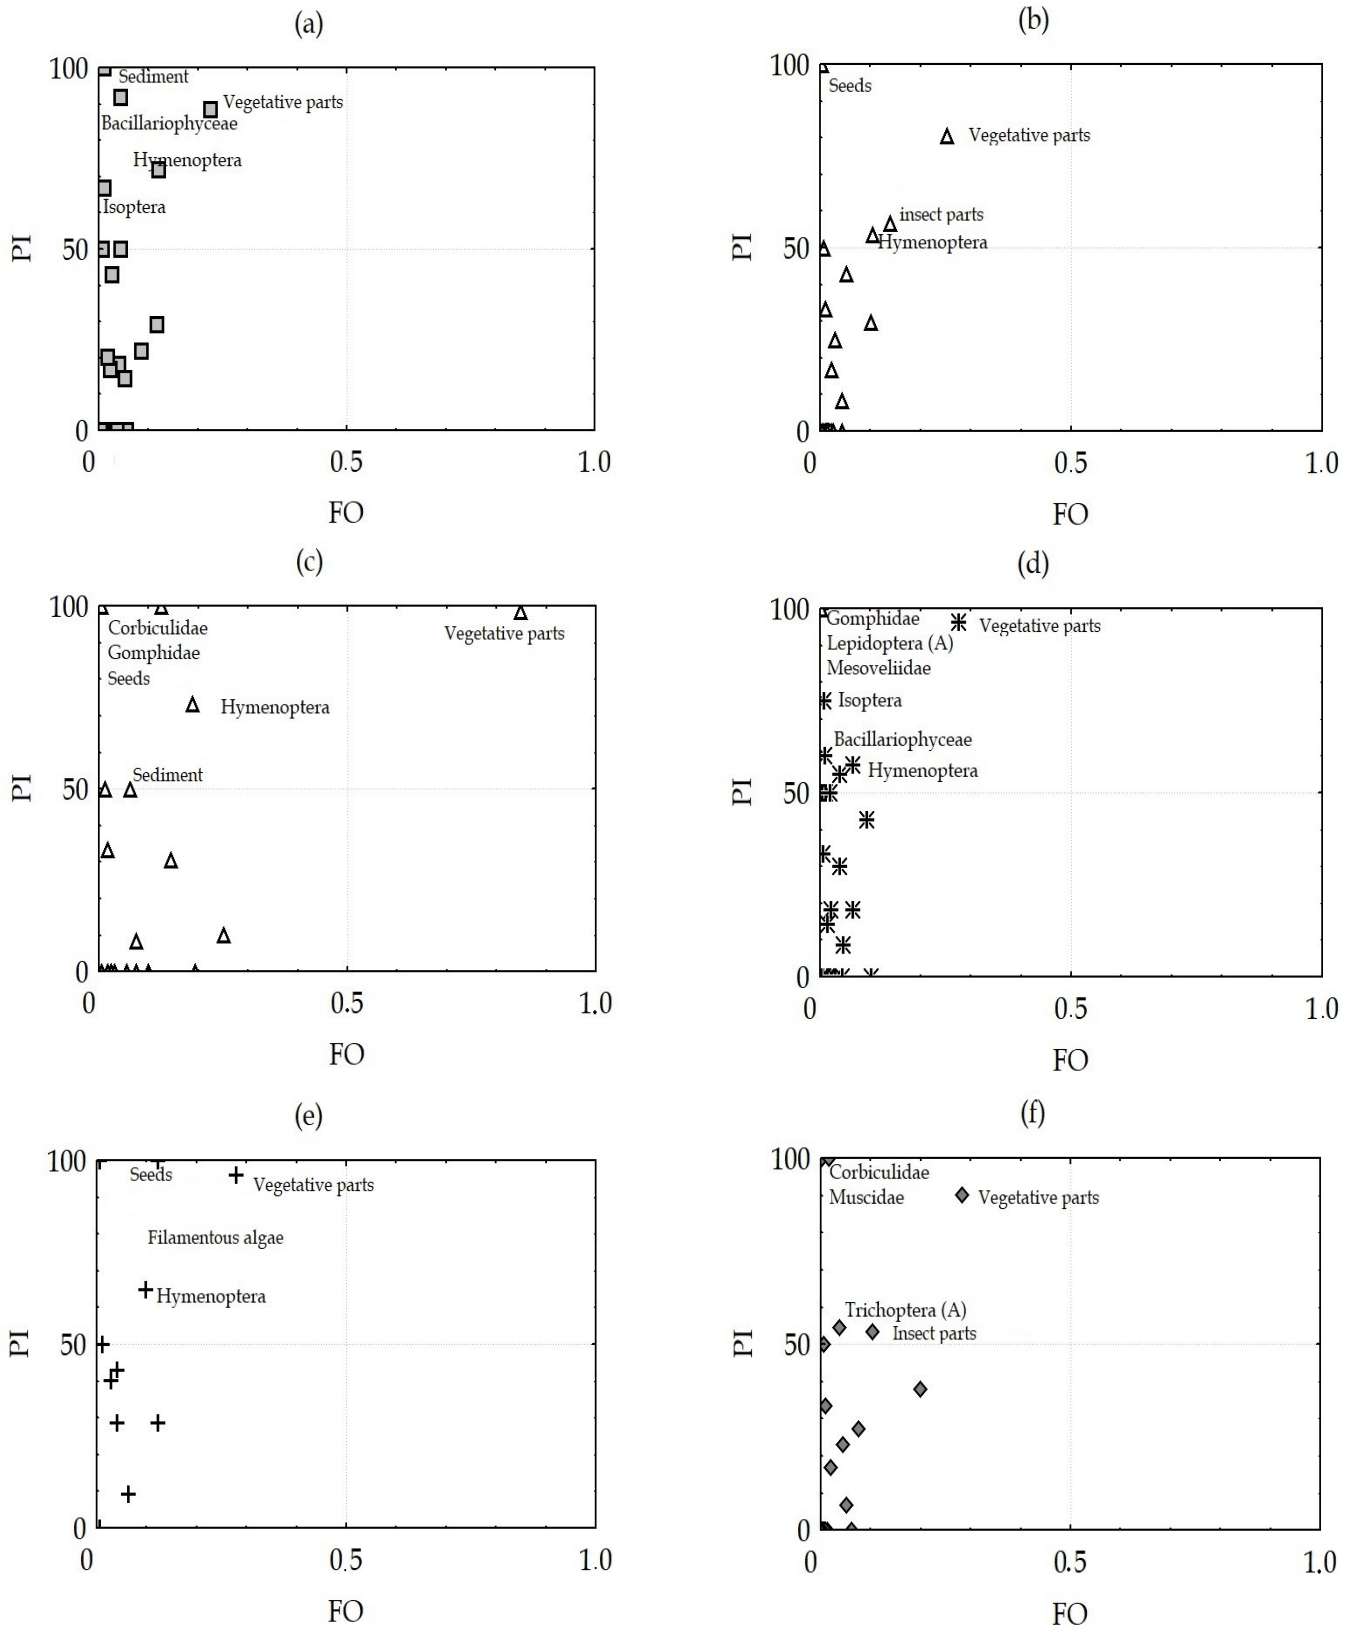 (a)
100
Sediment
Vegetative parts
Bacillariophyceae
Hymenoptera
Isoptera
PI
50
0
0 0.5 1.0
FO
(b)
100
Seeds
Vegetative parts
insect parts
Hymenoptera
PI
50
0
0 0.5 1.0
FO
(c)
100
Corbiculidae
Vegetative parts
Gomphidae
Seeds
Hymenoptera
Sediment
PI
50
0
0 0.5 1.0
FO
(d)
100
Gomphidae
Vegetative parts
Lepidoptera (A)
Mesoveliidae
Isoptera
Bacillariophyceae
Hymenoptera
PI
50
0
0 0.5 1.0
FO
(e)
100
Seeds
Vegetative parts
Filamentous algae
Hymenoptera
PI
50
0
0 0.5 1.0
FO
(f)
100
Corbiculidae
Muscidae
Vegetative parts
Trichoptera (A)
Insect parts
PI
50
0
0 0.5 1.0
FO